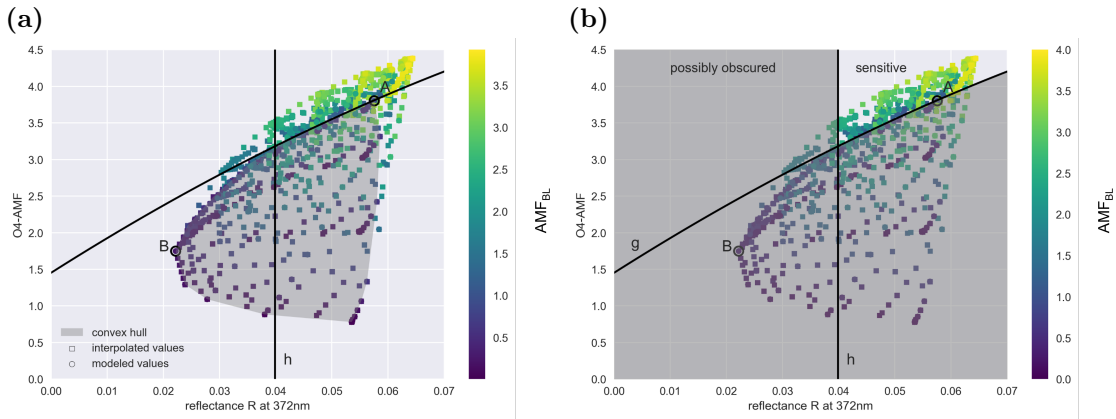 (a)
4.5
4.0
3.5
3.0
2.5
2.0
1.5
1.0
0.5
0.0
O4-AMF
A
B
h
convex hull
interpolated values
modeled values
0.00 0.01 0.02 0.03 0.04 0.05 0.06 0.07
reflectance R at 372nm
3.5
3.0
2.5
2.0
1.5
1.0
0.5
AMF_BL
(b)
4.5
4.0
3.5
3.0
2.5
2.0
1.5
1.0
0.5
0.0
O4-AMF
possibly obscured sensitive
A
g
B
h
0.00 0.01 0.02 0.03 0.04 0.05 0.06 0.07
reflectance R at 372nm
4.0
3.5
3.0
2.5
2.0
1.5
1.0
0.5
0.0
AMF_BL